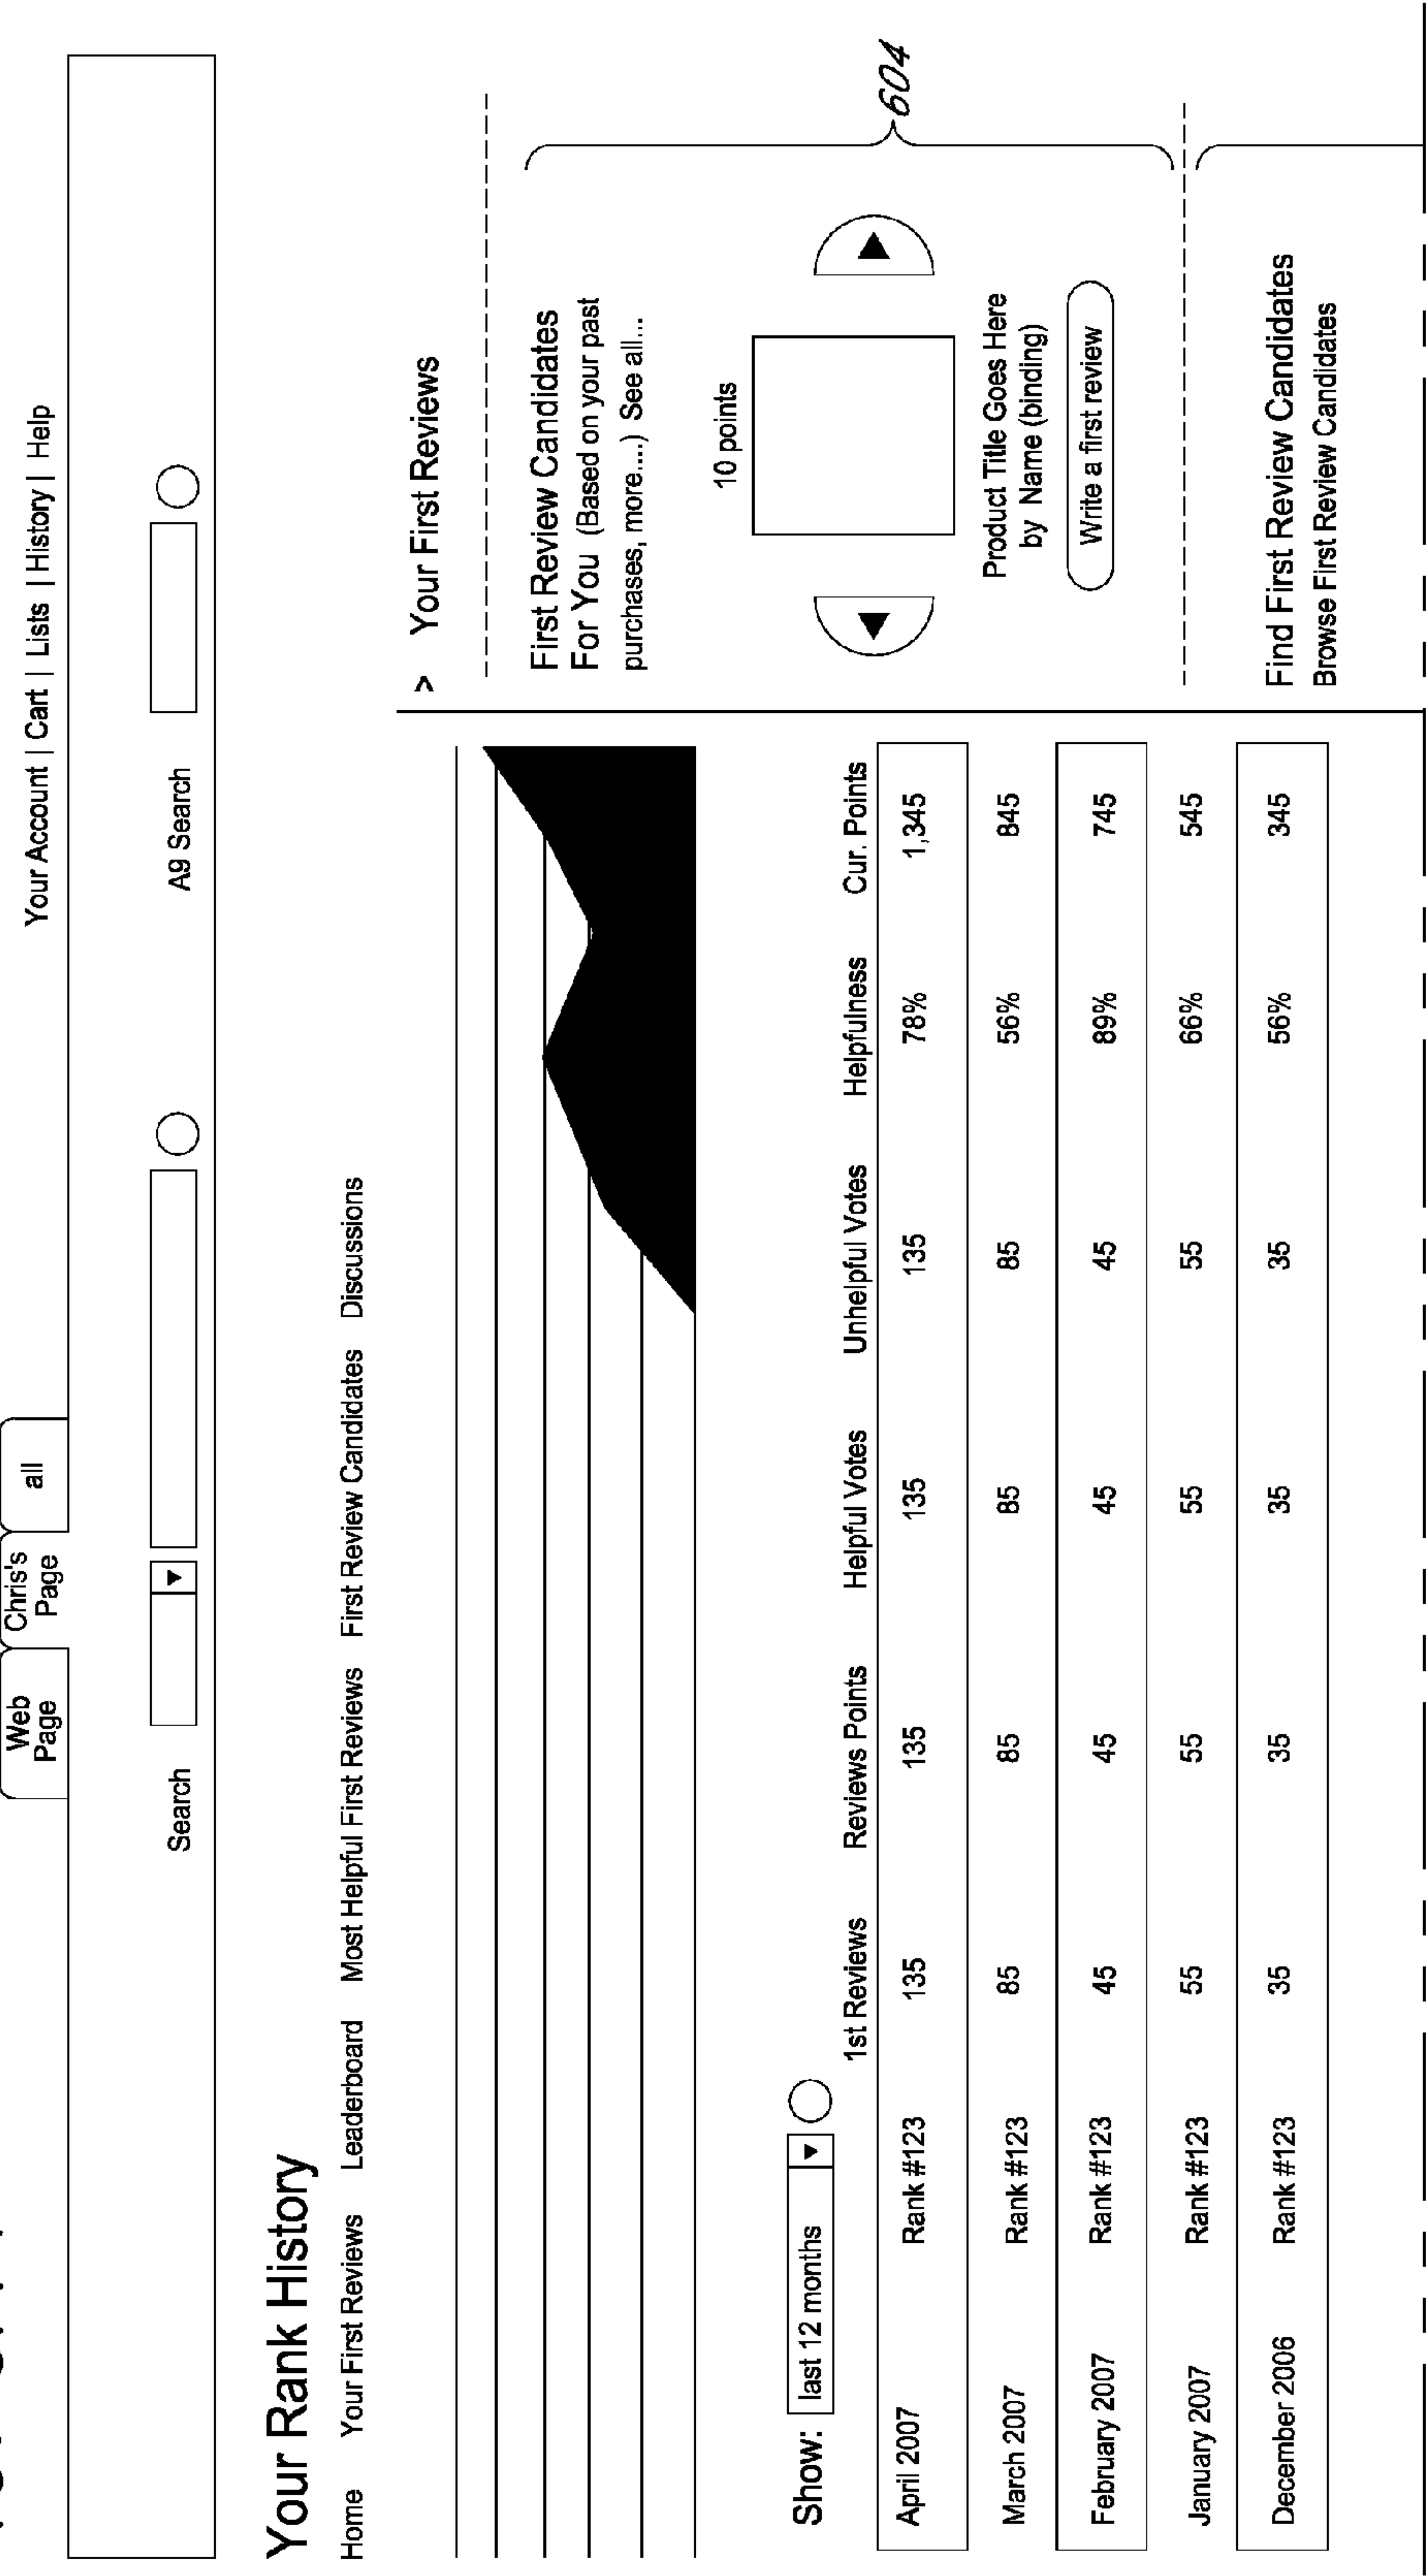 Web
Page
Chris's
Page
all
Your Account | Cart | Lists | History | Help
Search
A9 Search
Your Rank History
Home Your First Reviews Leaderboard Most Helpful First Reviews First Review Candidates Discussions
> Your First Reviews
First Review Candidates
For You (Based on your past
purchases, more....) See all...
10 points
Product Title Goes Here
by Name (binding)
Write a first review
604
Find First Review Candidates
Browse First Review Candidates
Show: last 12 months
1st Reviews Reviews Points Helpful Votes Unhelpful Votes Helpfulness Cur. Points
April 2007 Rank #123 135 135 135 135 78% 1,345
March 2007 Rank #123 85 85 85 85 56% 845
February 2007 Rank #123 45 45 45 45 89% 745
January 2007 Rank #123 55 55 55 55 66% 545
December 2006 Rank #123 35 35 35 35 56% 345